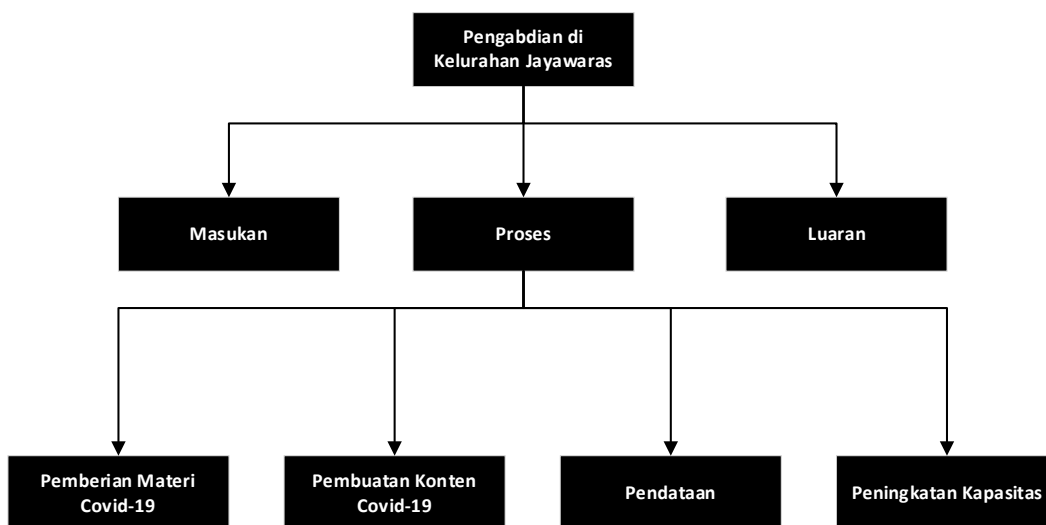 Pengabdian di
Kelurahan Jayawaras
Masukan
Proses
Luaran
Pemberian Materi
Covid-19
Pembuatan Konten
Covid-19
Pendataan
Peningkatan Kapasitas